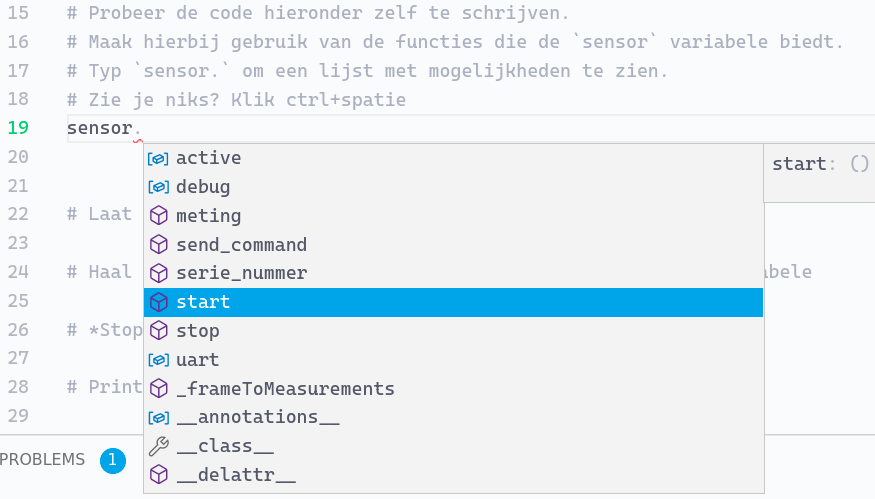 15 # Probeer de code hieronder zelf te schrijven.
16 # Maak hierbij gebruik van de functies die de `sensor` variabele biedt.
17 # Typ `sensor.` om een lijst met mogelijkheden te zien.
18 # Zie je niks? Klik ctrl+spatie
19 sensor.
20
21
22 # Laat
23
24 # Haal
25
26 # *Stop
27
28 # Print
29
active
debug
meting
send_command
serie_nummer
start
stop
uart
_frameToMeasurements
__annotations__
__class__
__delattr__
start: ()
abele
PROBLEMS 1